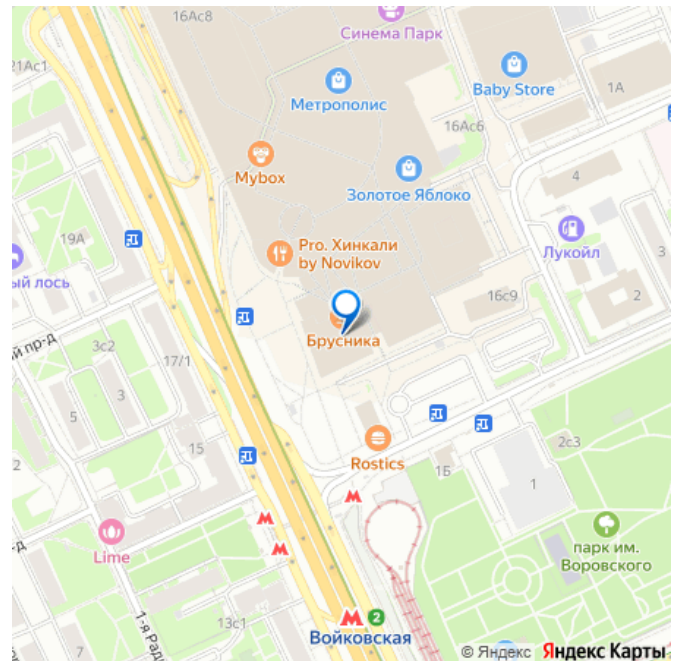 16Ас8
Синема Парк
21Ас1
Метрополис
Baby Store
1А
16Ас6
Mybox
Золотое Яблоко
4
19А
Pro. Хинкали
by Novikov
Лукойл
3
ый лось
16с9
2
Брусника
ий пр-д
3с2
17/1
5
3
15
2с3
Rostics
1Б
1
2
Lime
парк им.
Воровского
1-я Рад
13с1
2
Войковская
© Яндекс Яндекс Карты